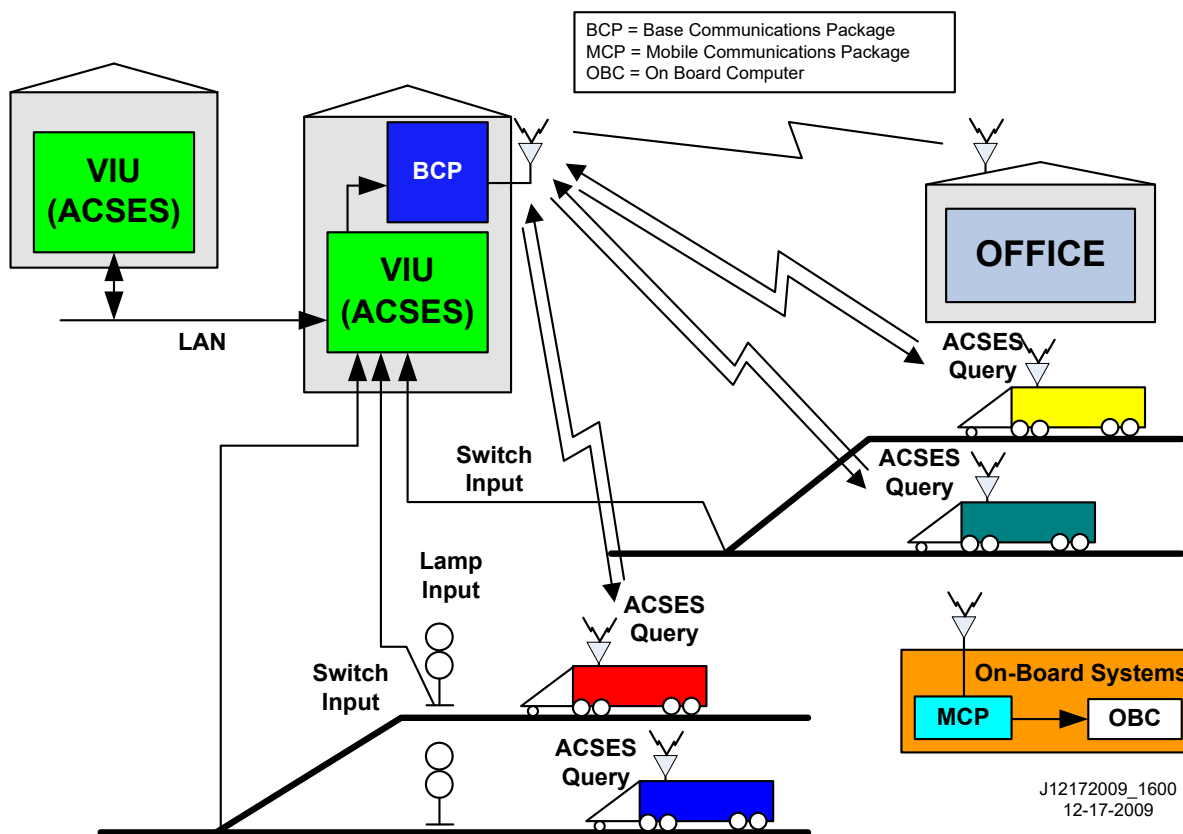 BCP = Base Communications Package
MCP = Mobile Communications Package
OBC = On Board Computer
VIU
(ACSES)
BCP
VIU
(ACSES)
LAN
OFFICE
ACSES
Query
ACSES
Query
Switch
Input
Lamp
Input
ACSES
Query
Switch
Input
On-Board Systems
MCP
OBC
ACSES
Query
J12172009_1600
12-17-2009